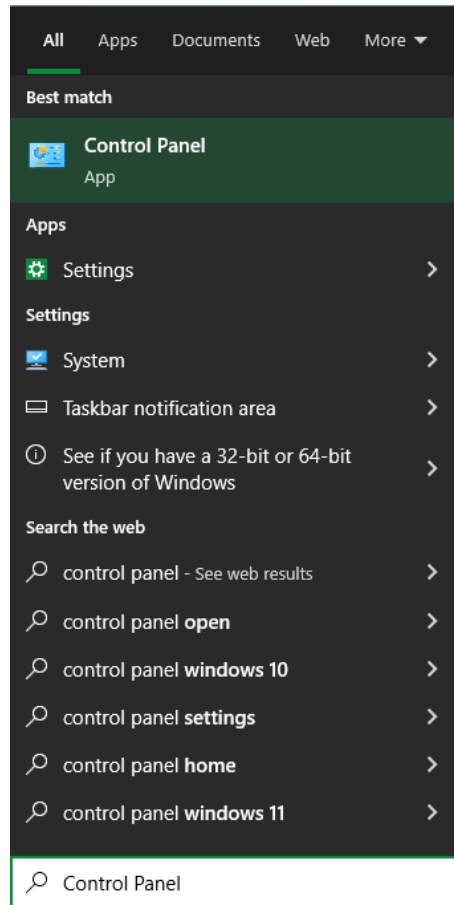 All Apps Documents Web More
Best match
Control Panel
App
Apps
Settings
Settings
System
Taskbar notification area
See if you have a 32-bit or 64-bit
version of Windows
Search the web
control panel - See web results
control panel open
control panel windows 10
control panel settings
control panel home
control panel windows 11
Control Panel